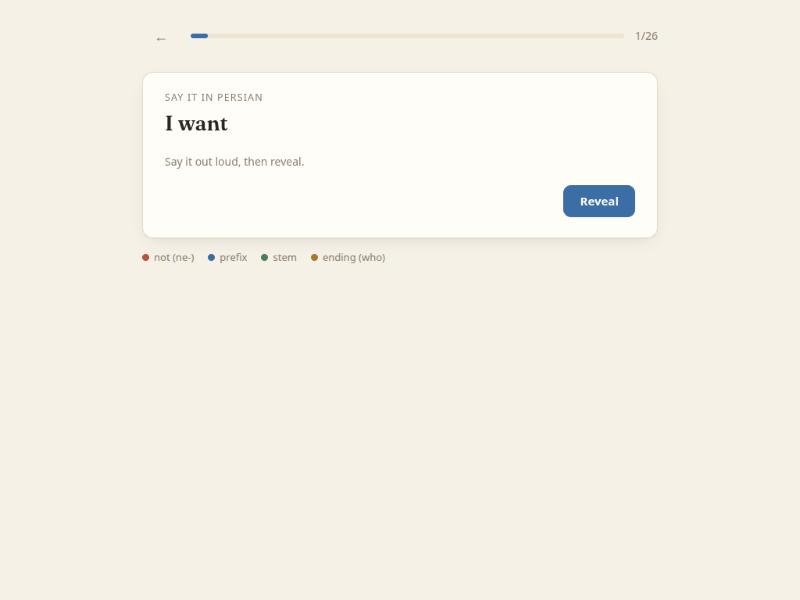 ← 1/26
SAY IT IN PERSIAN
I want
Say it out loud, then reveal.
Reveal
not (ne-) prefix stem ending (who)